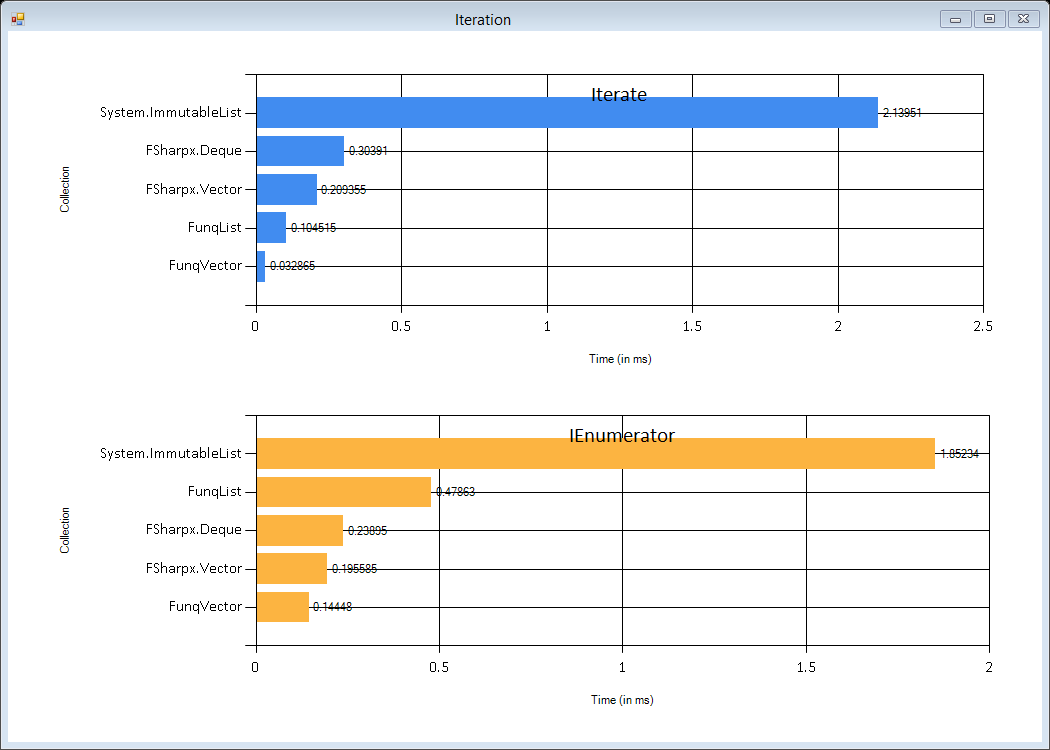 Iteration
Iterate
System.ImmutableList 2.13951
FSharpx.Deque 0.30391
FSharpx.Vector 0.209355
FunqList 0.104515
FunqVector 0.032865
Collection
0 0.5 1 1.5 2 2.5
Time (in ms)
IEnumerator
System.ImmutableList 1.85234
FunqList 0.47863
FSharpx.Deque 0.23895
FSharpx.Vector 0.195585
FunqVector 0.14448
Collection
0 0.5 1 1.5 2
Time (in ms)